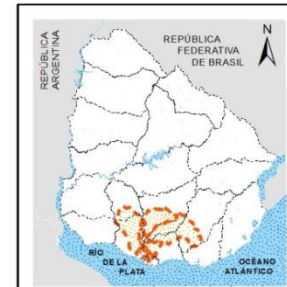 REPÚBLICA
ARGENTINA
REPÚBLICA
FEDERATIVA
DE BRASIL
N
RÍO
DE LA
PLATA
OCÉANO
ATLÁNTICO